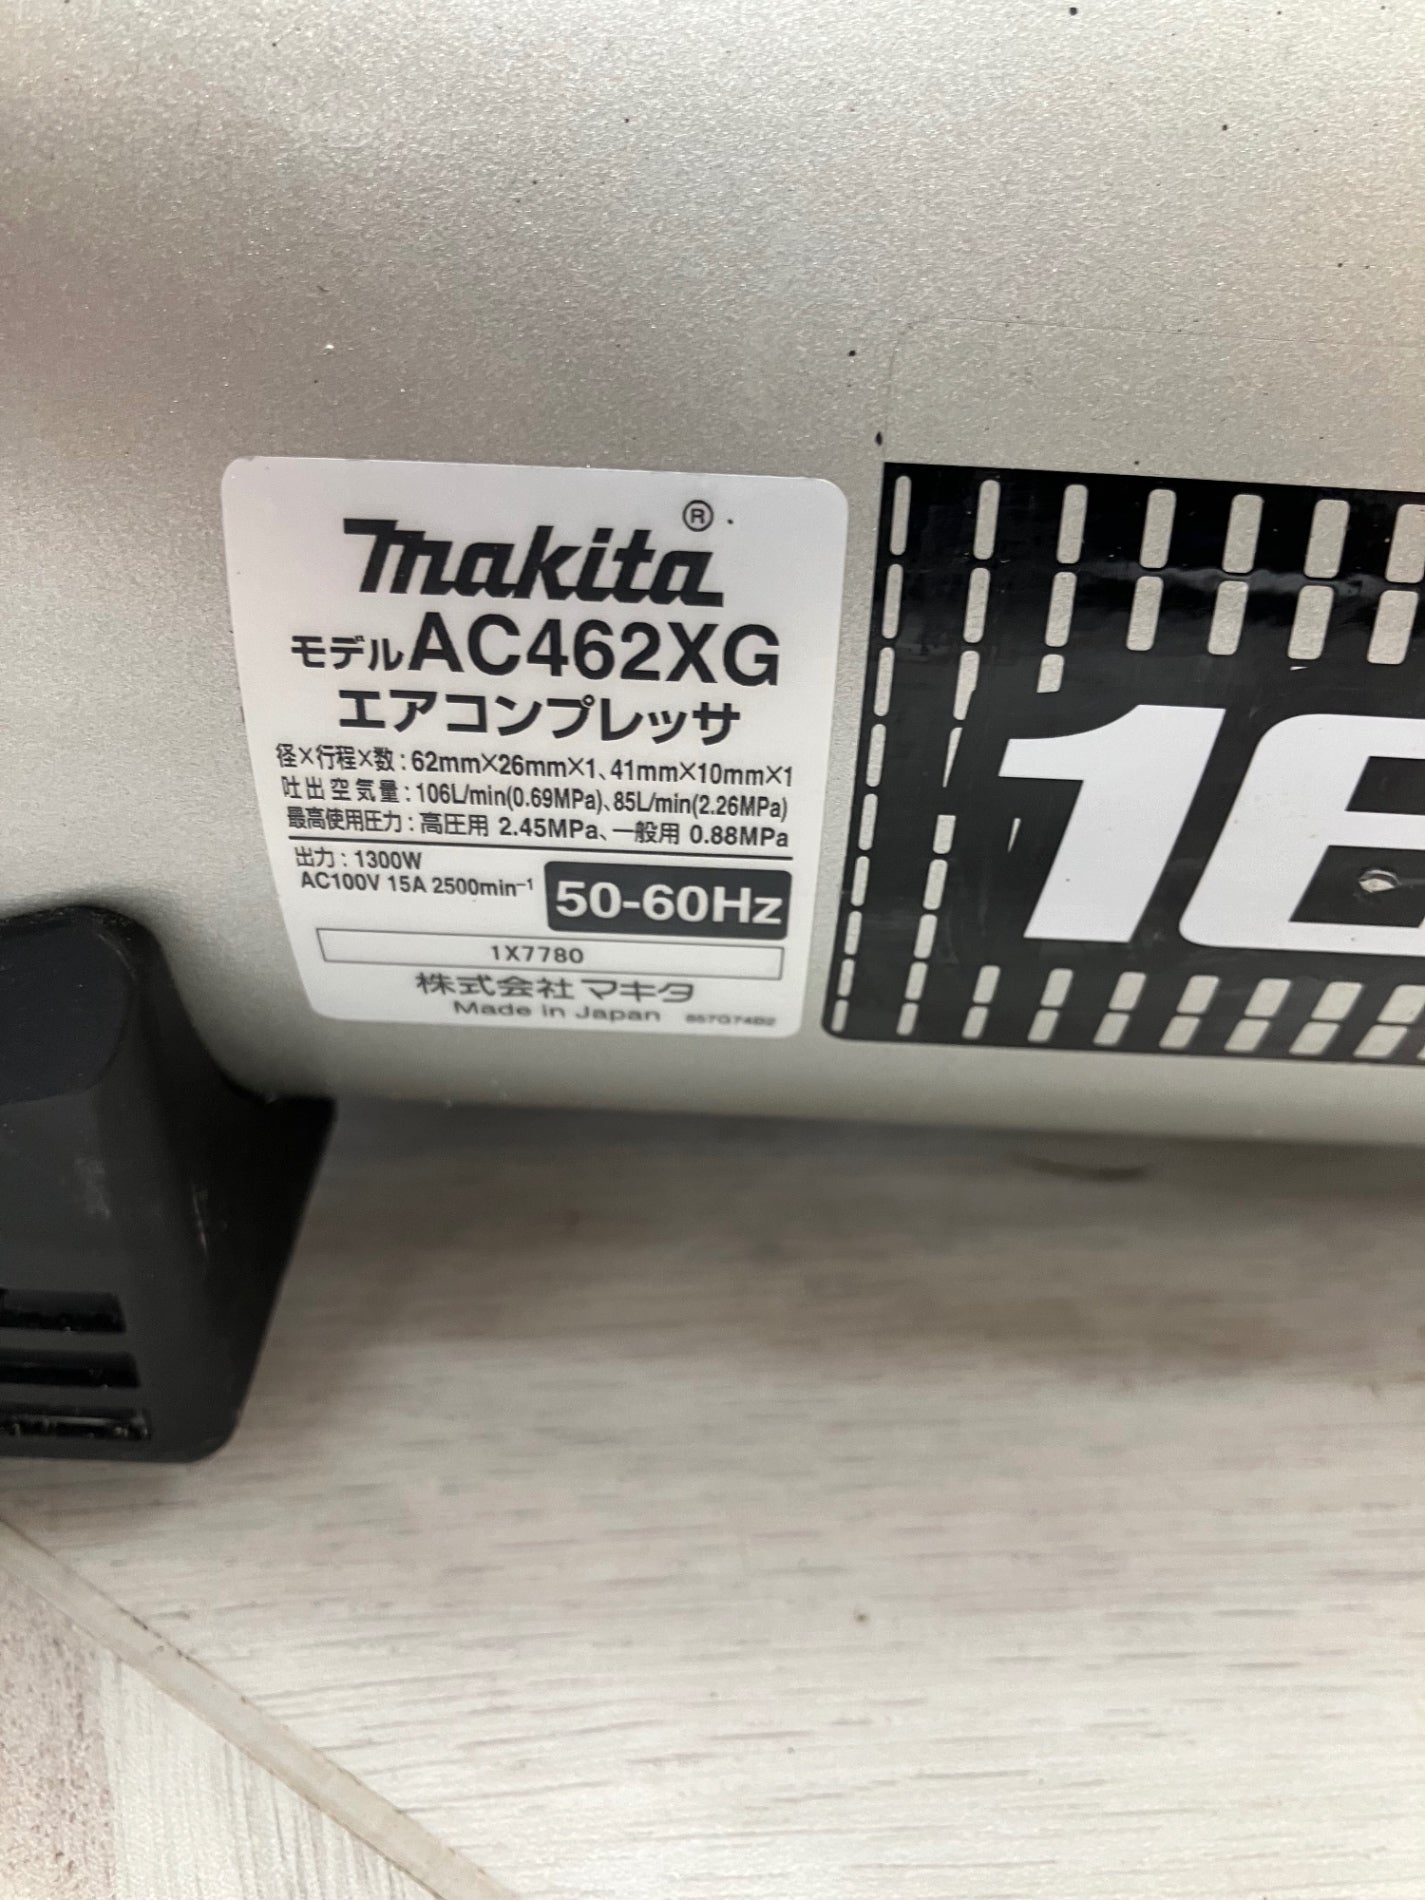 makita®
モデルAC462XG
エアコンプレッサ
径×行程×数：62mm×26mm×1、41mm×10mm×1
吐出空気量：106L/min(0.69MPa)、85L/min(2.26MPa)
最高使用圧力：高圧用 2.45MPa、一般用 0.88MPa
出力：1300W
AC100V 15A 2500min⁻¹
50-60Hz
1X7780
株式会社マキタ
Made in Japan 857G74B2